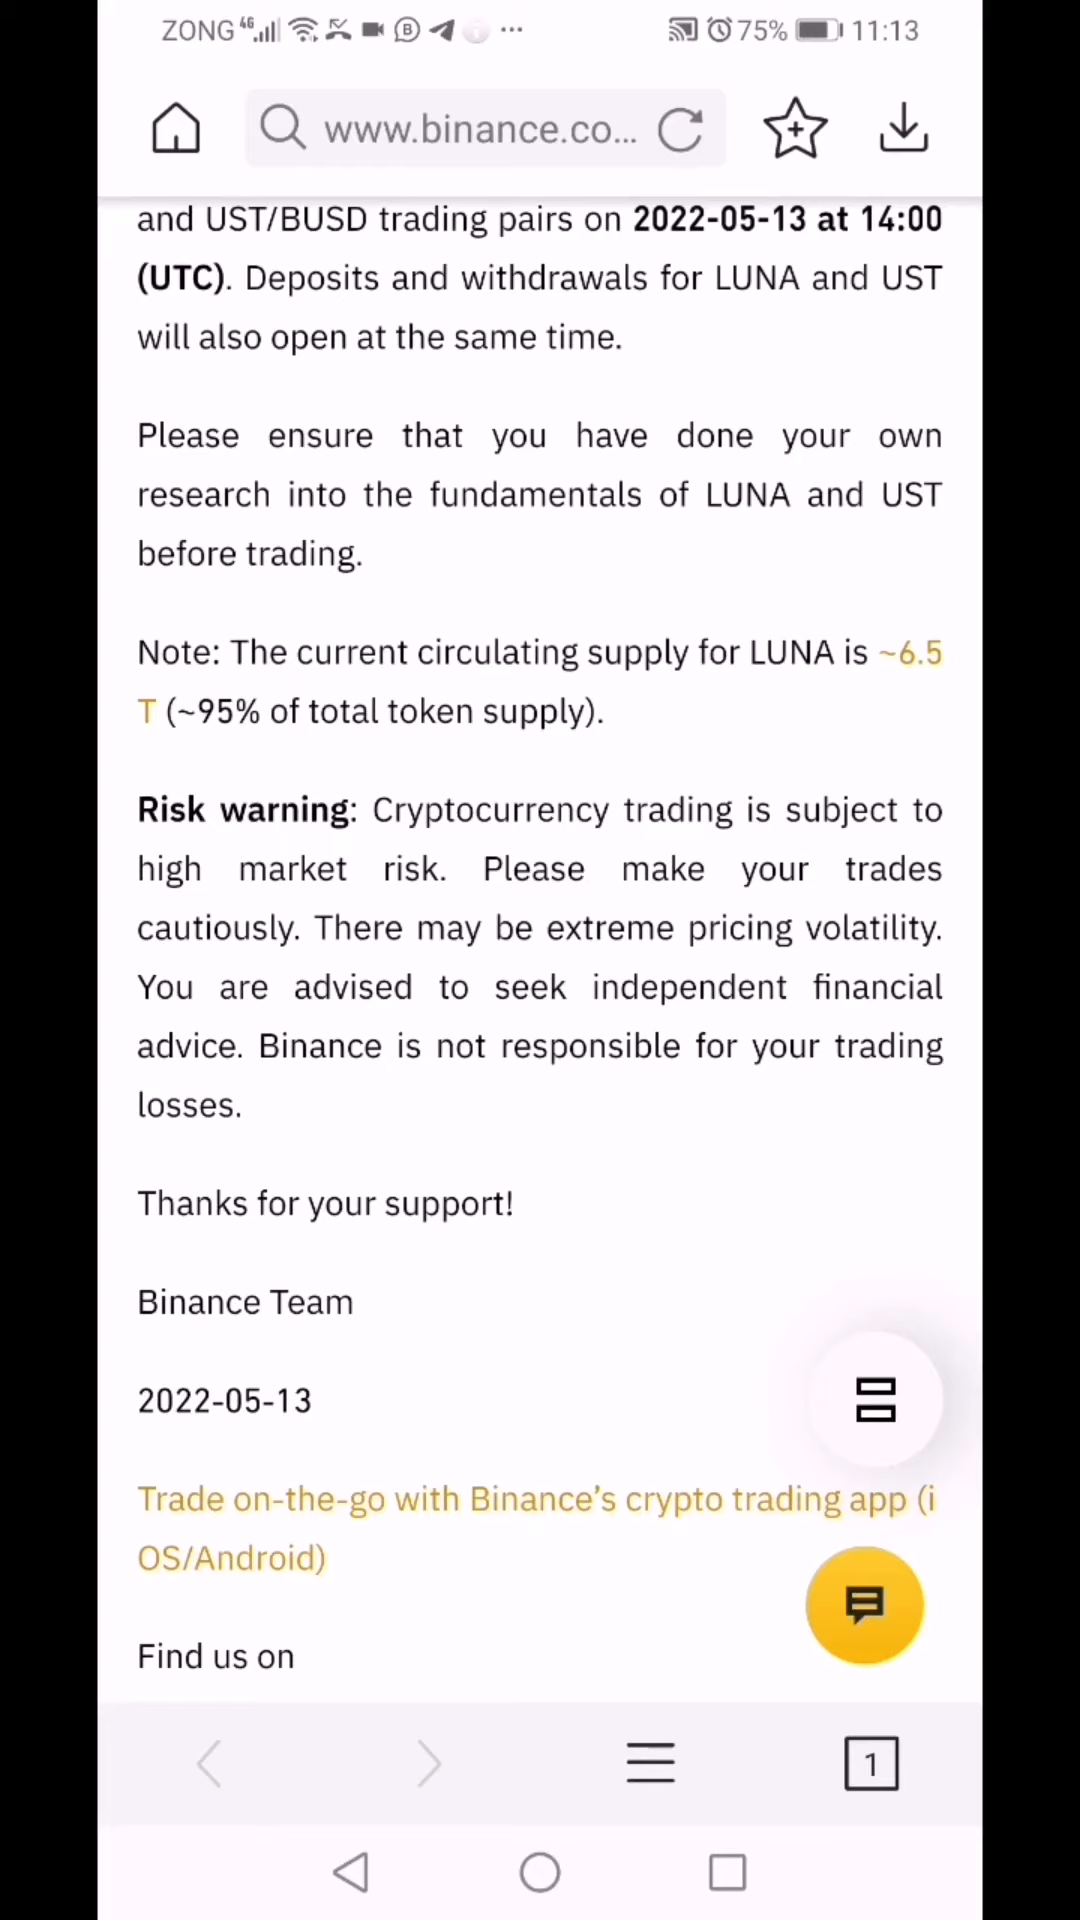 ZONG 4G 75% 11:13
www.binance.co...
and UST/BUSD trading pairs on 2022-05-13 at 14:00
(UTC). Deposits and withdrawals for LUNA and UST
will also open at the same time.
Please ensure that you have done your own
research into the fundamentals of LUNA and UST
before trading.
Note: The current circulating supply for LUNA is ~6.5
T (~95% of total token supply).
Risk warning: Cryptocurrency trading is subject to
high market risk. Please make your trades
cautiously. There may be extreme pricing volatility.
You are advised to seek independent financial
advice. Binance is not responsible for your trading
losses.
Thanks for your support!
Binance Team
2022-05-13
Trade on-the-go with Binance’s crypto trading app (i
OS/Android)
Find us on
1